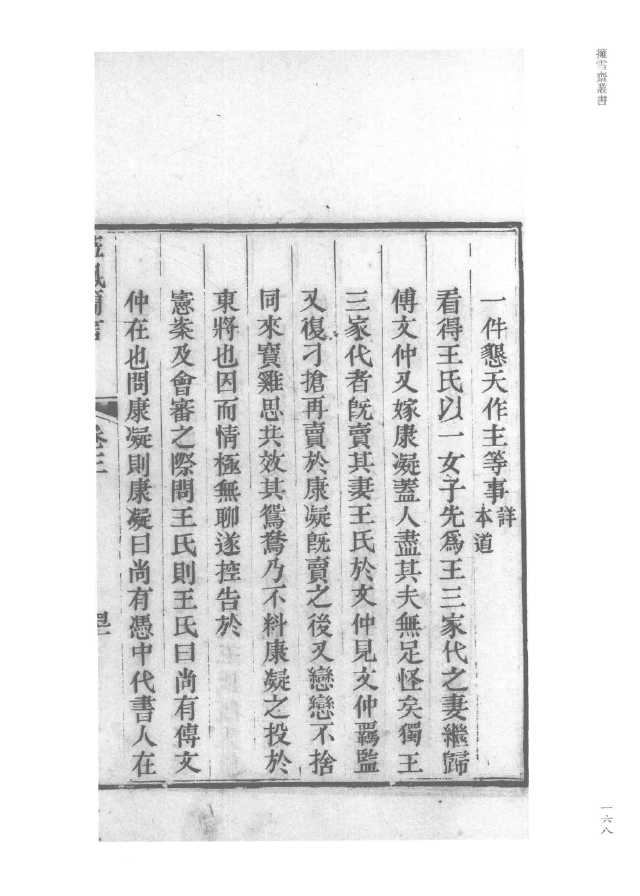 擁雪齋叢書
一件懇天作主等事詳本道
看得王氏以一女子先爲王三家代之妻繼歸
傅文仲又嫁康凝蓋人盡其夫無足怪矣獨王
三家代者旣賣其妻王氏於文仲見文仲羈監
又復刁搶再賣於康凝旣賣之後又戀戀不捨
同來寶雞思共效其鴛鴦乃不料康凝之投於
東將也因而情極無聊遂控告於
憲案及會審之際問王氏則王氏曰尚有傅文
仲在也問康凝則康凝曰尚有憑中代書人在
卷三
一六八